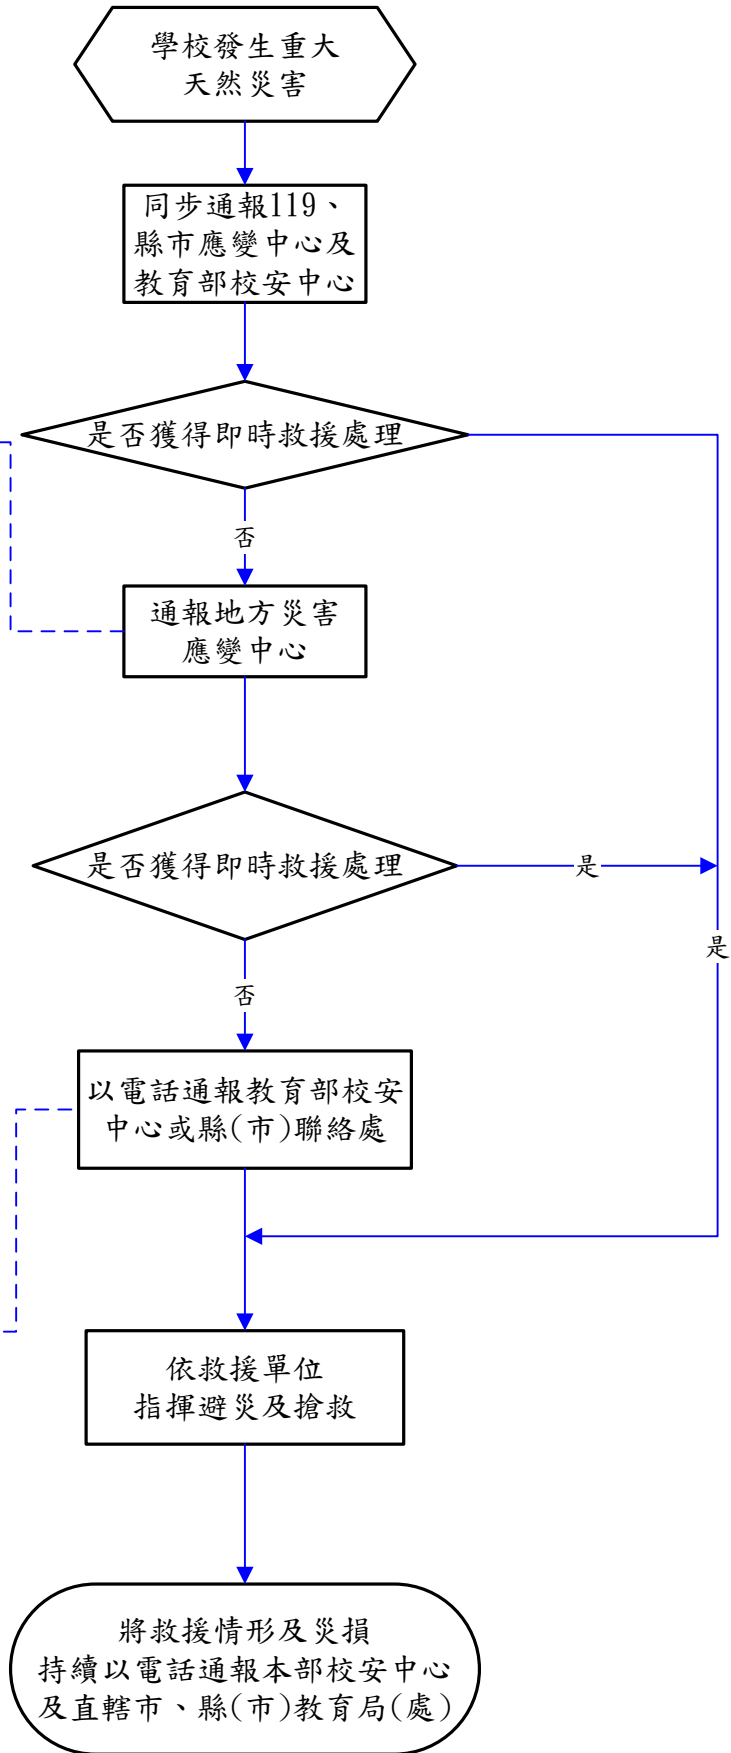 學校發生重大
天然災害
同步通報119、
縣市應變中心及
教育部校安中心
是否獲得即時救援處理
否
通報地方災害
應變中心
是否獲得即時救援處理
是
是
否
以電話通報教育部校安
中心或縣(市)聯絡處
依救援單位
指揮避災及搶救
將救援情形及災損
持續以電話通報本部校安中心
及直轄市、縣(市)教育局(處)